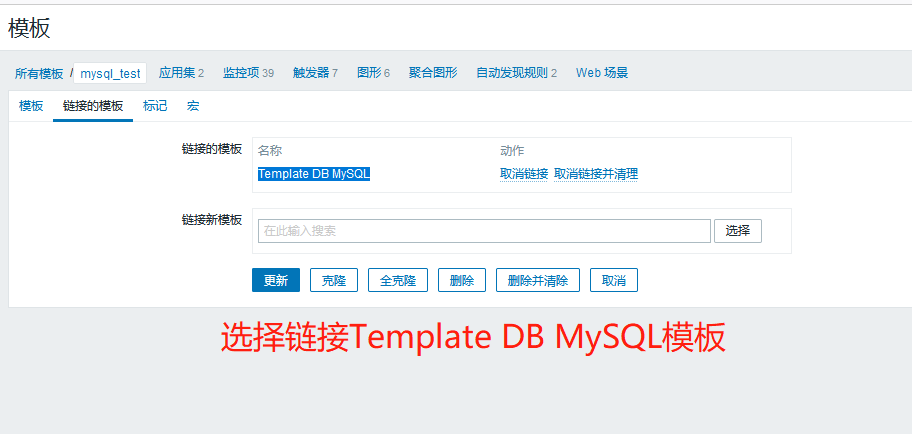 模板
所有模板 / mysql_test 应用集 2 监控项 39 触发器 7 图形 6 聚合图形 自动发现规则 2 Web 场景
模板 链接的模板 标记 宏
链接的模板 名称 动作
Template DB MySQL 取消链接 取消链接并清理
链接新模板 在此输入搜索 选择
更新 克隆 全克隆 删除 删除并清除 取消
选择链接Template DB MySQL模板